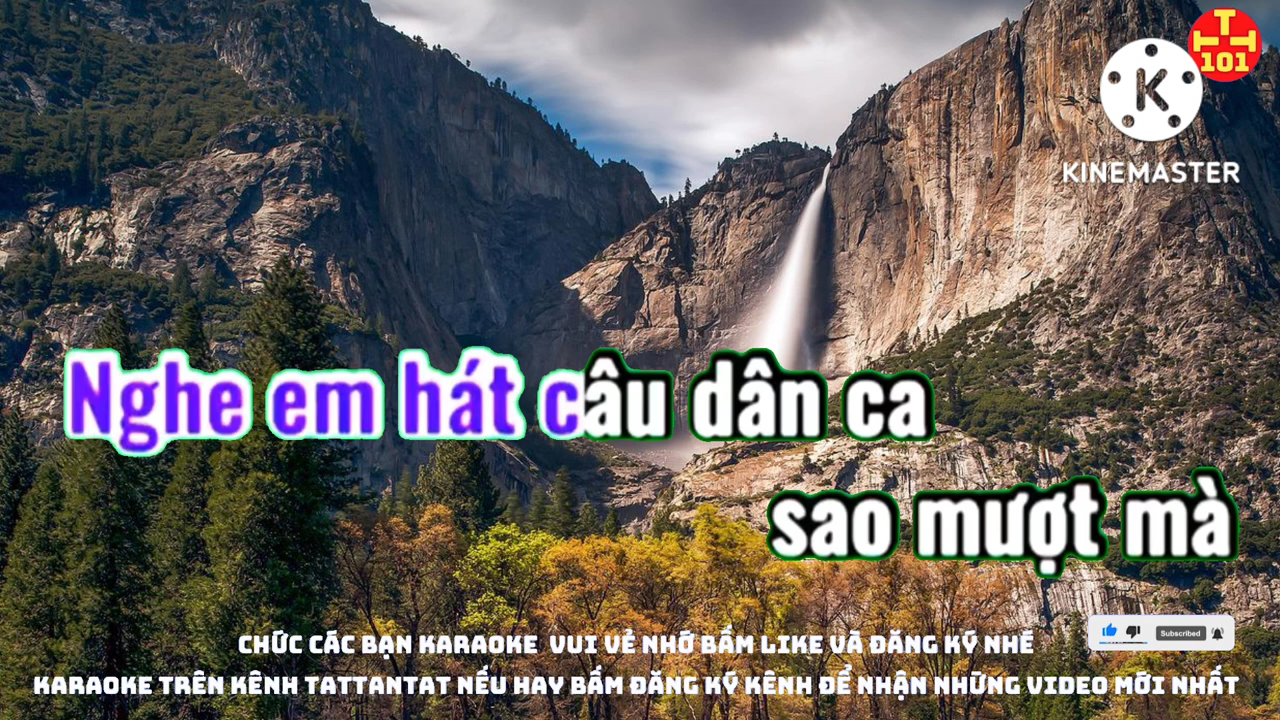 T
T T
101
K
KINEMASTER
Nghe em hát câu dân ca
sao mượt mà
CHÚC CÁC BẠN KARAOKE VUI VẺ NHỚ BẤM LIKE VÀ ĐĂNG KÝ NHÉ
Subscribed
KARAOKE TRÊN KÊNH TATTANTAT NẾU HAY BẤM ĐĂNG KÝ KÊNH ĐỂ NHẬN NHỮNG VIDEO MỚI NHẤT